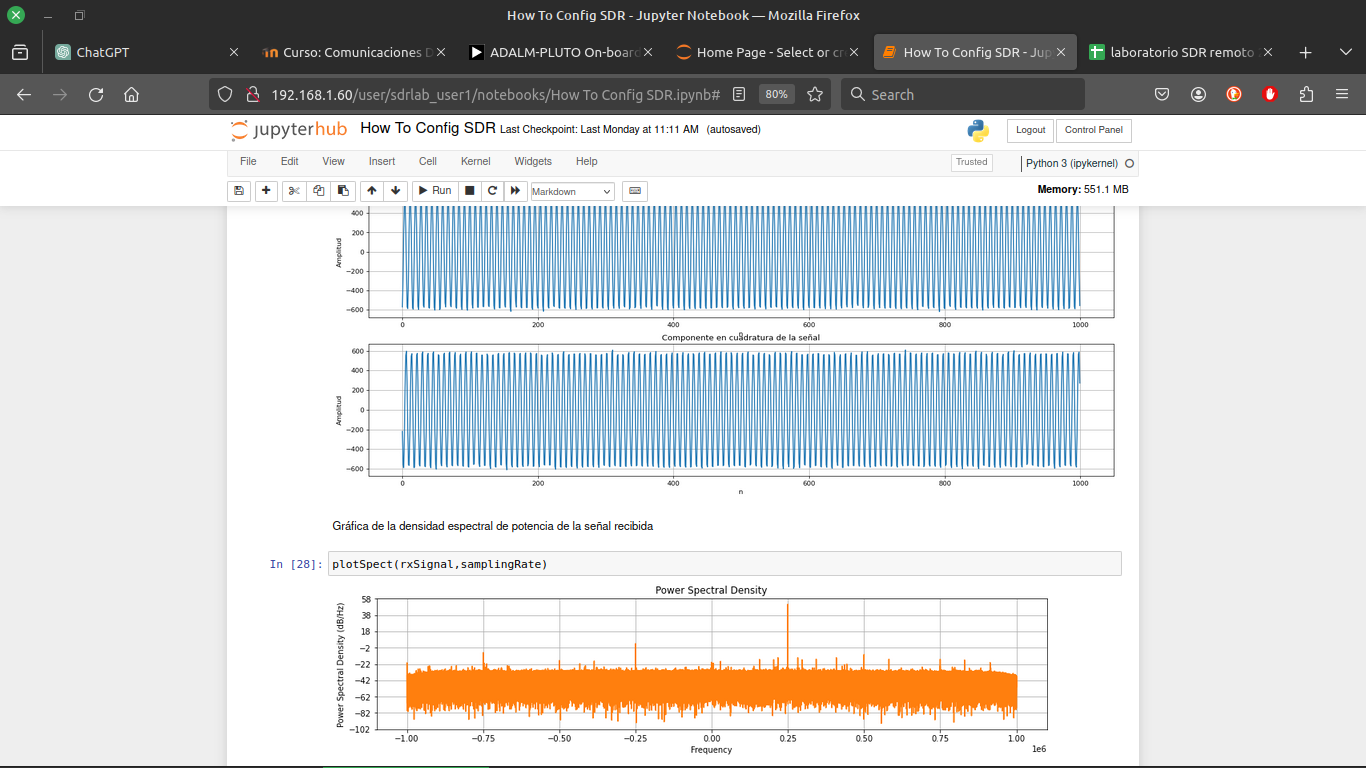 How To Config SDR - Jupyter Notebook — Mozilla Firefox
ChatGPT
Curso: Comunicaciones D
ADALM-PLUTO On-board
Home Page - Select or cr
How To Config SDR - Jup
laboratorio SDR remoto
192.168.1.60/user/sdrlab_user1/notebooks/How To Config SDR.ipynb#
80%
Search
jupyterhub
How To Config SDR Last Checkpoint: Last Monday at 11:11 AM (autosaved)
Logout
Control Panel
File Edit View Insert Cell Kernel Widgets Help
Trusted
Python 3 (ipykernel)
Run
Markdown
Memory: 551.1 MB
400
200
0
−200
−400
−600
Amplitud
0 200 400 600 800 1000
n
Componente en cuadratura de la señal
600
400
200
0
−200
−400
−600
Amplitud
0 200 400 600 800 1000
n
Gráfica de la densidad espectral de potencia de la señal recibida
In [28]: plotSpect(rxSignal,samplingRate)
Power Spectral Density
58
38
18
−2
−22
−42
−62
−82
−102
Power Spectral Density (dB/Hz)
−1.00 −0.75 −0.50 −0.25 0.00 0.25 0.50 0.75 1.00
1e6
Frequency